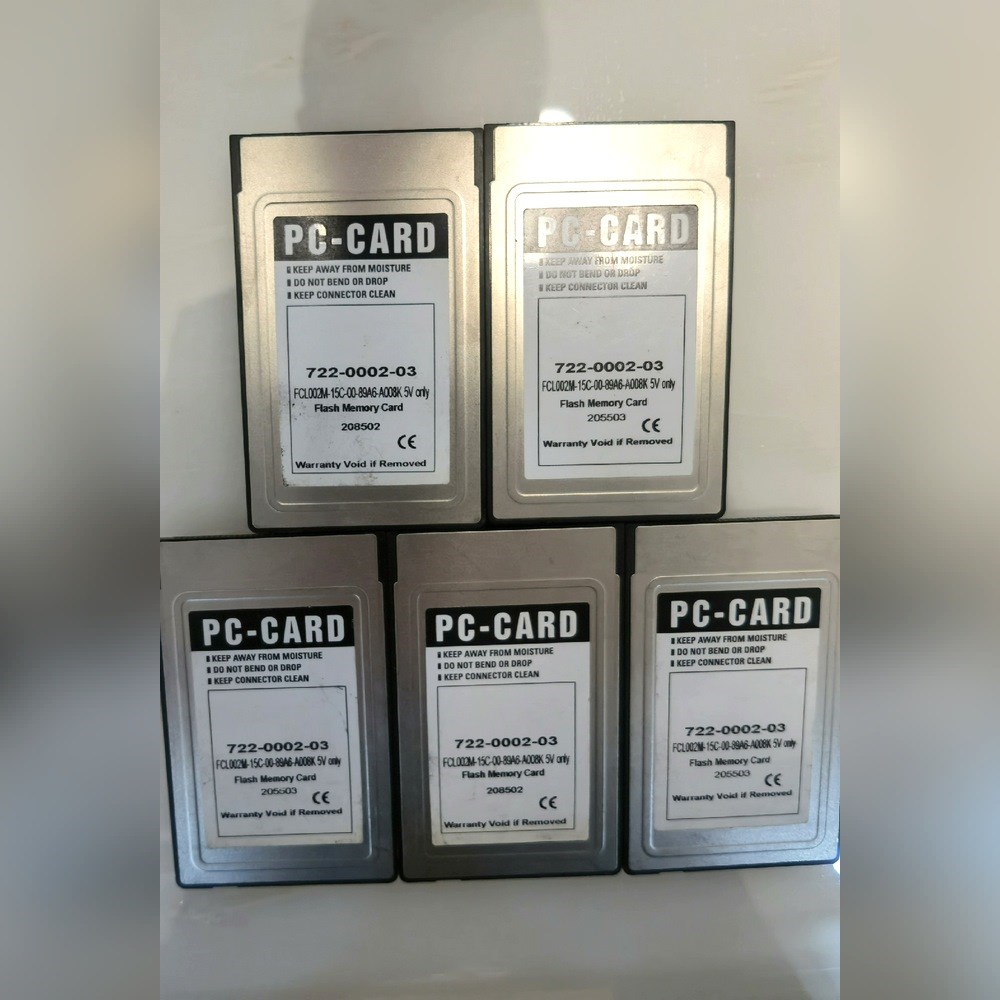 PC-CARD
KEEP AWAY FROM MOISTURE
DO NOT BEND OR DROP
KEEP CONNECTOR CLEAN
722-0002-03
FCL002M-15C-00-89A6-A008K 5V only
Flash Memory Card
208502
CE
Warranty Void if Removed
PC-CARD
KEEP AWAY FROM MOISTURE
DO NOT BEND OR DROP
KEEP CONNECTOR CLEAN
722-0002-03
FCL002M-15C-00-89A6-A008K 5V only
Flash Memory Card
205503
CE
Warranty Void if Removed
PC-CARD
KEEP AWAY FROM MOISTURE
DO NOT BEND OR DROP
KEEP CONNECTOR CLEAN
722-0002-03
FCL002M-15C-00-89A6-A008K 5V only
Flash Memory Card
205503
CE
Warranty Void if Removed
PC-CARD
KEEP AWAY FROM MOISTURE
DO NOT BEND OR DROP
KEEP CONNECTOR CLEAN
722-0002-03
FCL002M-15C-00-89A6-A008K 5V only
Flash Memory Card
208502
CE
Warranty Void if Removed
PC-CARD
KEEP AWAY FROM MOISTURE
DO NOT BEND OR DROP
KEEP CONNECTOR CLEAN
722-0002-03
FCL002M-15C-00-89A6-A008K 5V only
Flash Memory Card
205503
CE
Warranty Void if Removed